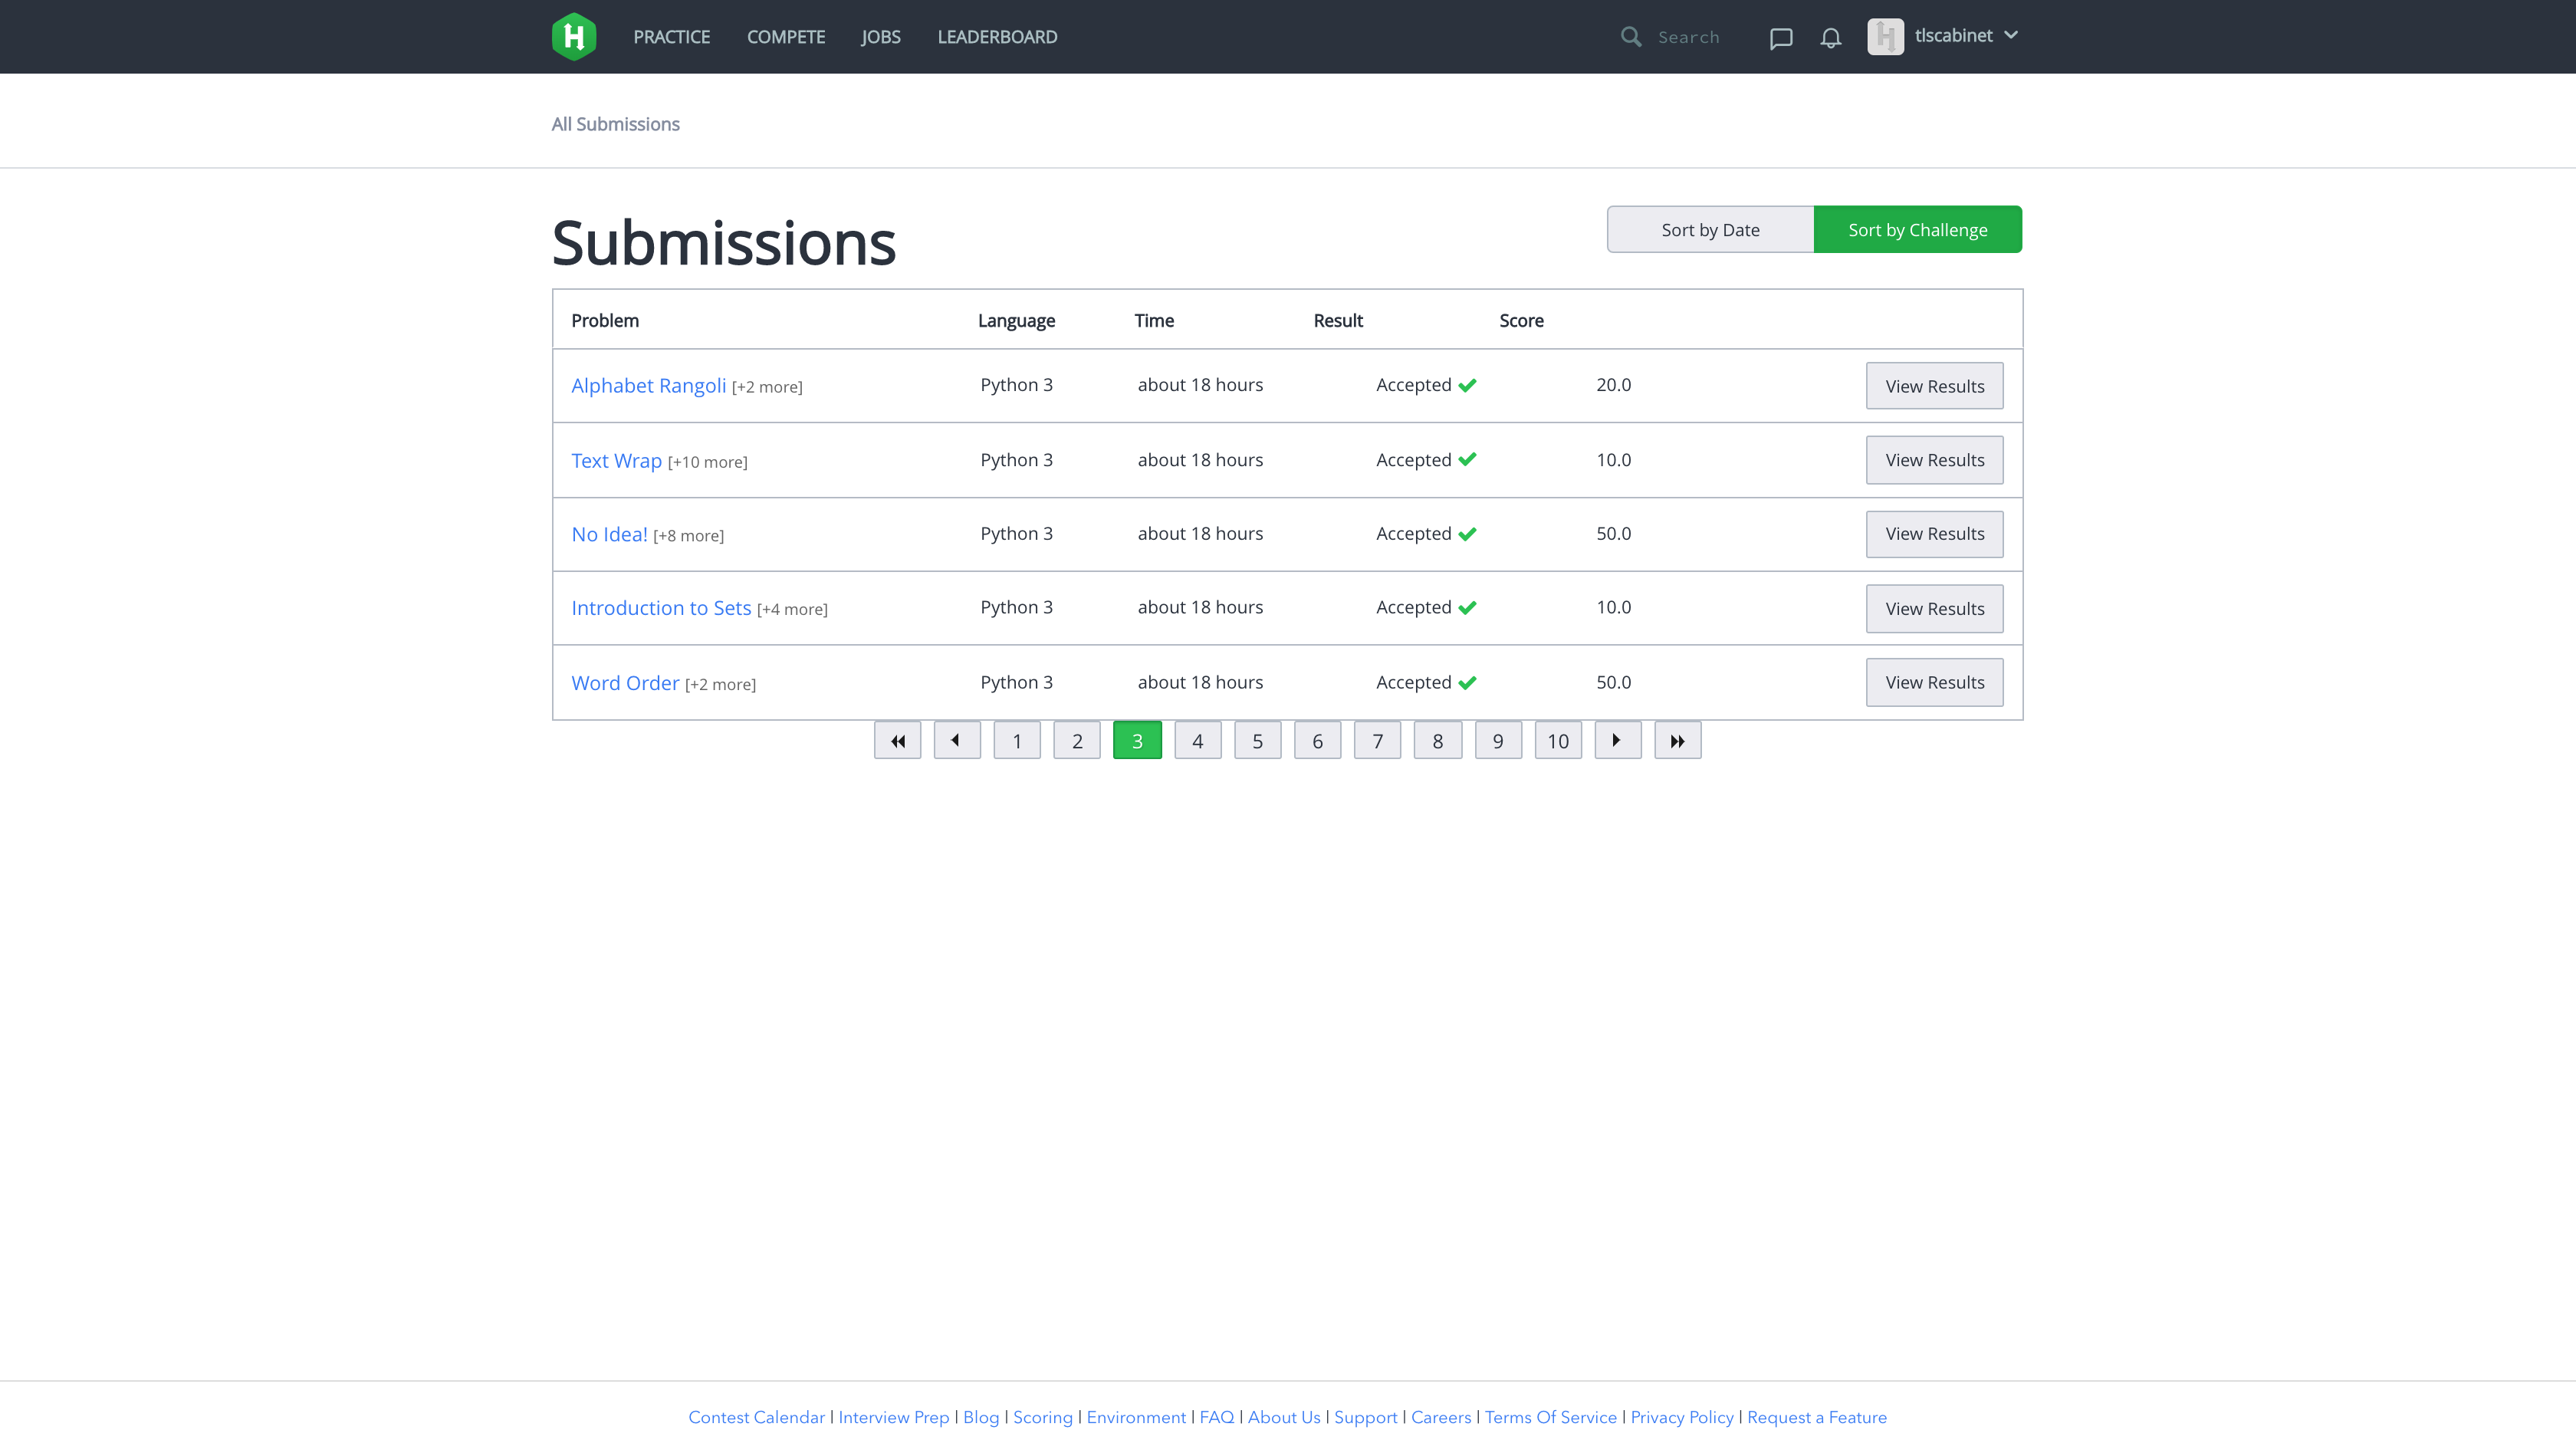 PRACTICE COMPETE JOBS LEADERBOARD Search tlscabinet
All Submissions
Submissions Sort by Date Sort by Challenge
Problem Language Time Result Score
Alphabet Rangoli [+2 more] Python 3 about 18 hours Accepted 20.0 View Results
Text Wrap [+10 more] Python 3 about 18 hours Accepted 10.0 View Results
No Idea! [+8 more] Python 3 about 18 hours Accepted 50.0 View Results
Introduction to Sets [+4 more] Python 3 about 18 hours Accepted 10.0 View Results
Word Order [+2 more] Python 3 about 18 hours Accepted 50.0 View Results
1 2 3 4 5 6 7 8 9 10
Contest Calendar | Interview Prep | Blog | Scoring | Environment | FAQ | About Us | Support | Careers | Terms Of Service | Privacy Policy | Request a Feature